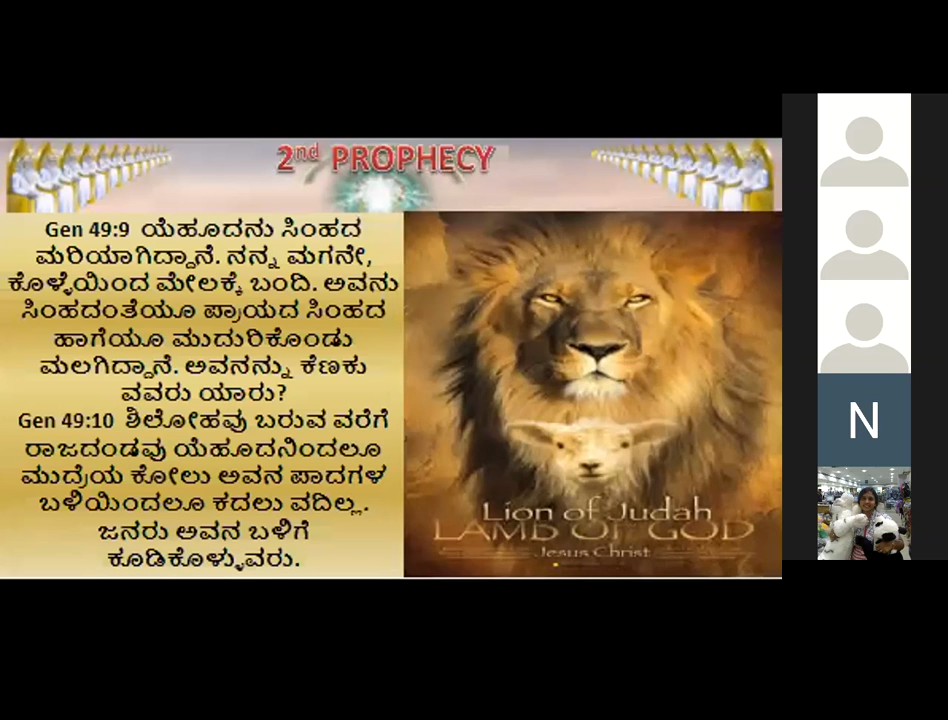 2nd PROPHECY
Gen 49:9 ಯೆಹೂದನು ಸಿಂಹದ
ಮರಿಯಾಗಿದ್ದಾನೆ. ನನ್ನ ಮಗನೇ,
ಕೊಳ್ಳೆಯಿಂದ ಮೇಲಕ್ಕೆ ಬಂದಿ. ಅವನು
ಸಿಂಹದಂತೆಯೂ ಪ್ರಾಯದ ಸಿಂಹದ
ಹಾಗೆಯೂ ಮುದುರಿಕೊಂಡು
ಮಲಗಿದ್ದಾನೆ. ಅವನನ್ನು ಕೆಣಕು
ವವರು ಯಾರು?
Gen 49:10 ಶಿಲೋಹವು ಬರುವ ವರೆಗೆ
ರಾಜದಂಡವು ಯೆಹೂದನಿಂದಲೂ
ಮುದ್ರೆಯ ಕೋಲು ಅವನ ಪಾದಗಳ
ಬಳಿಯಿಂದಲೂ ಕದಲು ವದಿಲ್ಲ.
ಜನರು ಅವನ ಬಳಿಗೆ
ಕೂಡಿಕೊಳ್ಳುವರು.
Lion of Judah
LAMB OF GOD
Jesus Christ
N